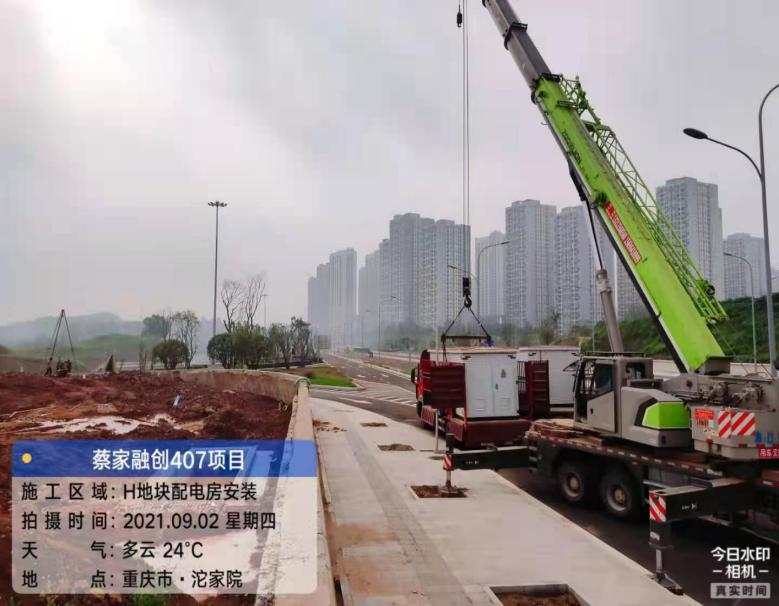 蔡家融创407项目
施工区域：H地块配电房安装
拍摄时间：2021.09.02 星期四
天气：多云 24°C
地点：重庆市·沱家院
今日水印
相机
真实时间